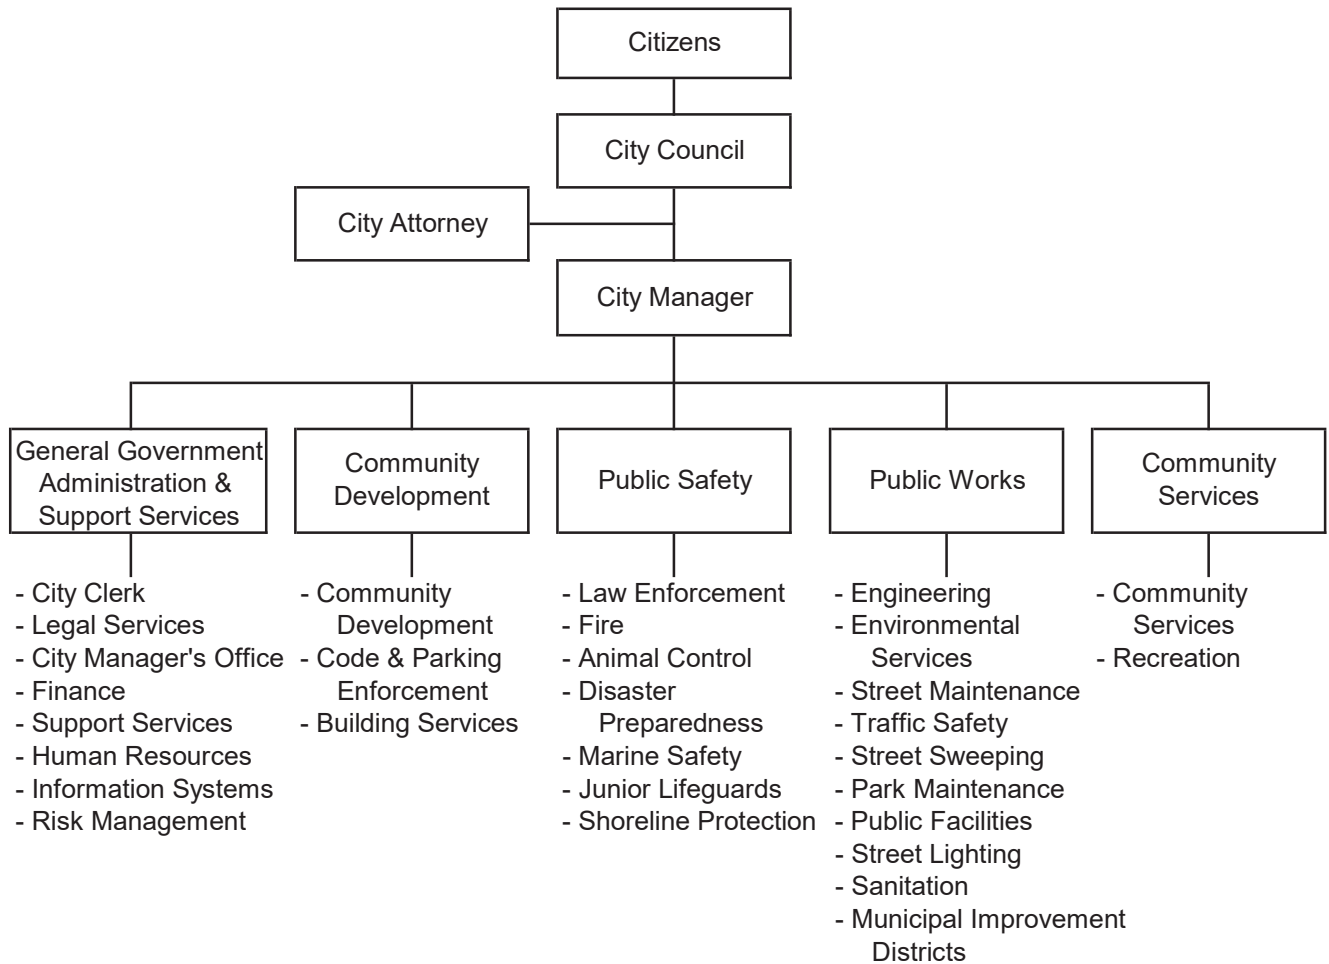 Citizens
City Council
City Attorney
City Manager
General Government
Administration &
Support Services
Community
Development
Public Safety
Public Works
Community
Services
- City Clerk
- Legal Services
- City Manager's Office
- Finance
- Support Services
- Human Resources
- Information Systems
- Risk Management
- Community
Development
- Code & Parking
Enforcement
- Building Services
- Law Enforcement
- Fire
- Animal Control
- Disaster
Preparedness
- Marine Safety
- Junior Lifeguards
- Shoreline Protection
- Engineering
- Environmental
Services
- Street Maintenance
- Traffic Safety
- Street Sweeping
- Park Maintenance
- Public Facilities
- Street Lighting
- Sanitation
- Municipal Improvement
Districts
- Community
Services
- Recreation